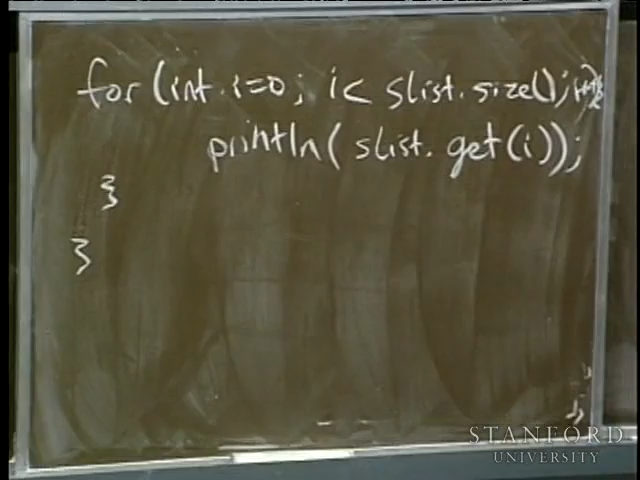 for (int i=0; i< slist.size(); i++){
println( slist.get(i));
}
}
STANFORD
UNIVERSITY